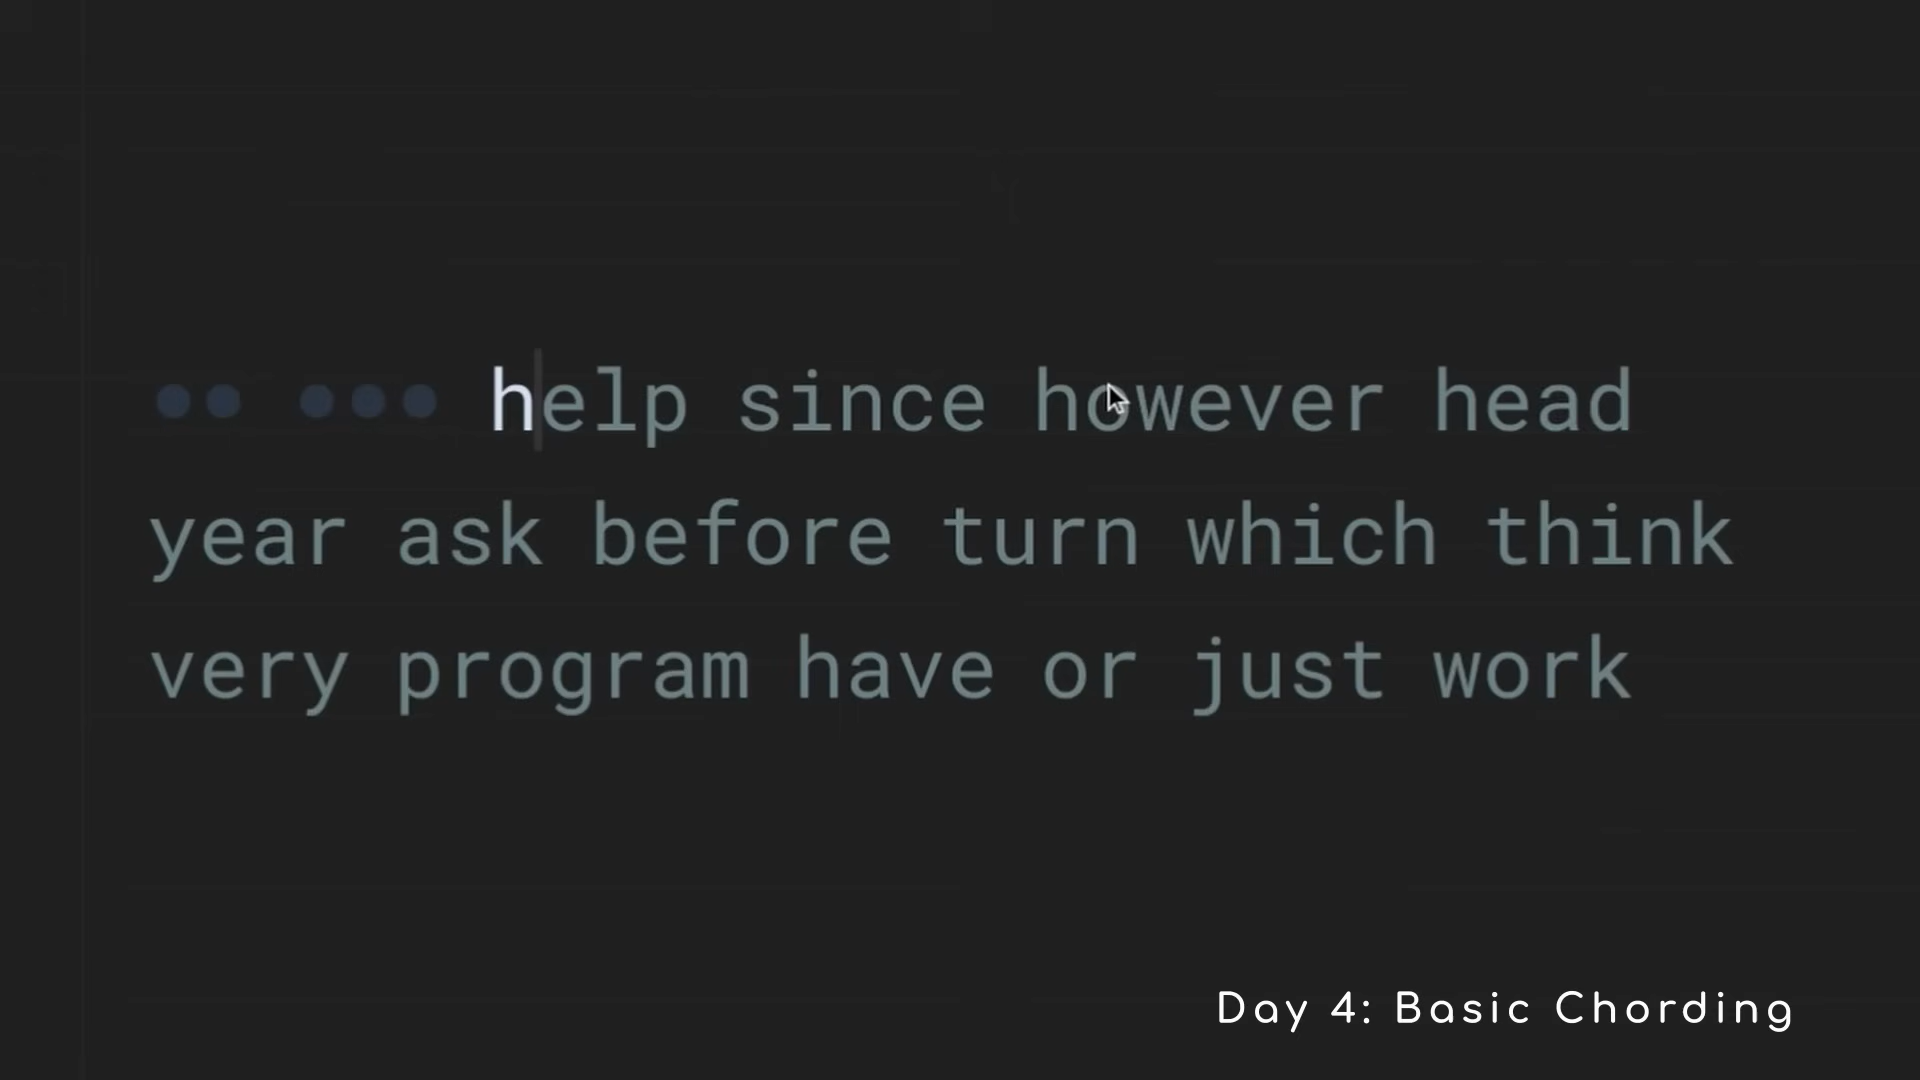 help since however head
year ask before turn which think
very program have or just work
Day 4: Basic Chording